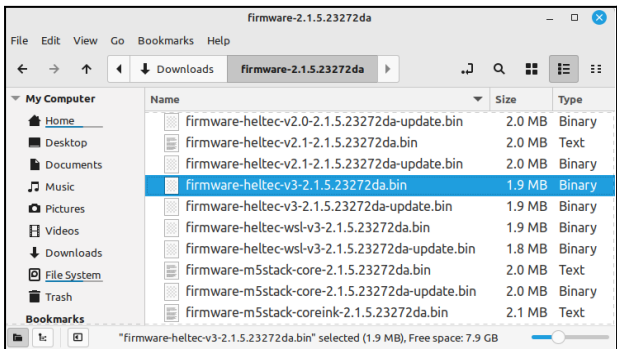 firmware-2.1.5.23272da
File Edit View Go Bookmarks Help
Downloads firmware-2.1.5.23272da
My Computer
Home
Desktop
Documents
Music
Pictures
Videos
Downloads
File System
Trash
Bookmarks
Name Size Type
firmware-heltec-v2.0-2.1.5.23272da-update.bin 2.0 MB Binary
firmware-heltec-v2.1-2.1.5.23272da.bin 2.0 MB Text
firmware-heltec-v2.1-2.1.5.23272da-update.bin 2.0 MB Binary
firmware-heltec-v3-2.1.5.23272da.bin 1.9 MB Binary
firmware-heltec-v3-2.1.5.23272da-update.bin 1.9 MB Binary
firmware-heltec-wsl-v3-2.1.5.23272da.bin 1.9 MB Binary
firmware-heltec-wsl-v3-2.1.5.23272da-update.bin 1.8 MB Binary
firmware-m5stack-core-2.1.5.23272da.bin 2.0 MB Text
firmware-m5stack-core-2.1.5.23272da-update.bin 2.0 MB Binary
firmware-m5stack-coreink-2.1.5.23272da.bin 2.1 MB Text
"firmware-heltec-v3-2.1.5.23272da.bin" selected (1.9 MB), Free space: 7.9 GB